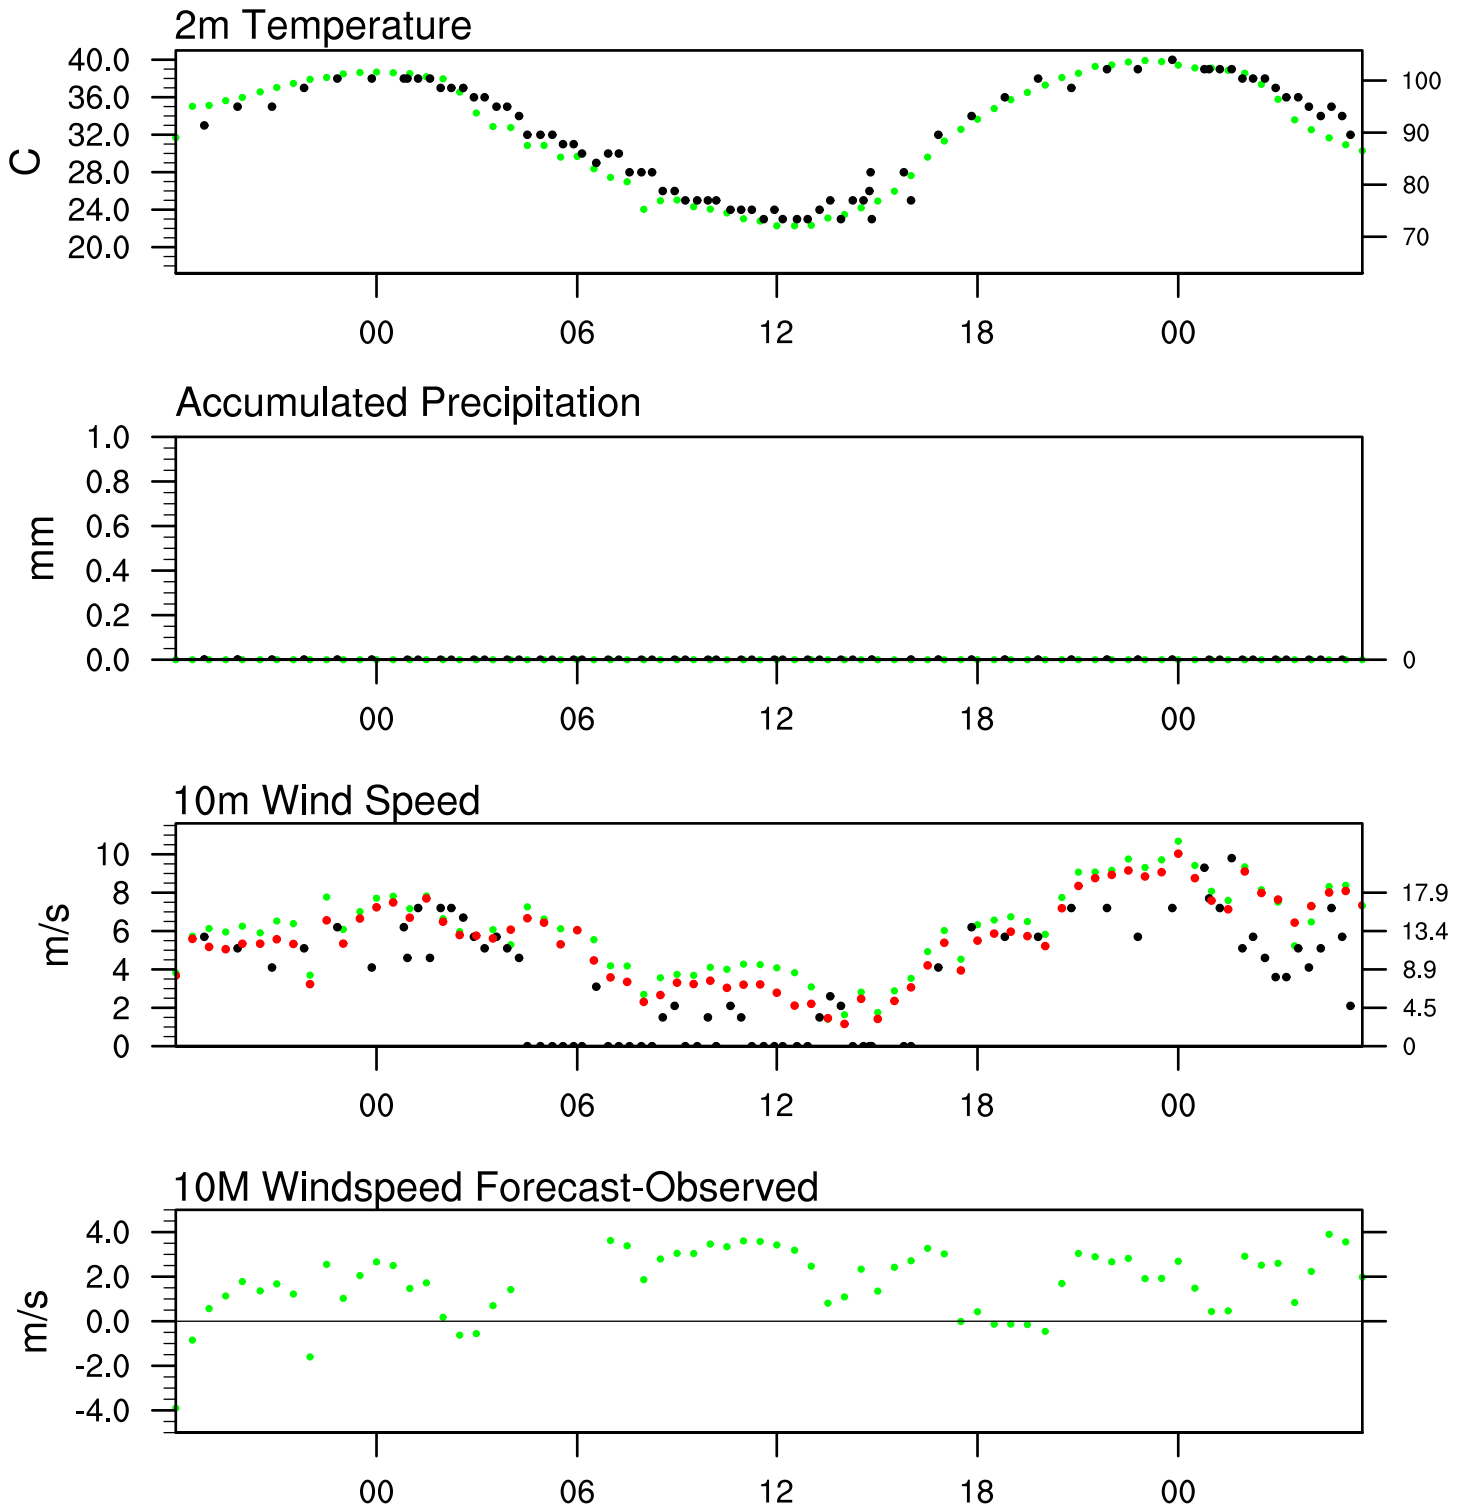 2m Temperature
40.0
36.0
32.0
28.0
24.0
20.0
C
100
90
80
70
00 06 12 18 00
Accumulated Precipitation
1.0
0.8
0.6
0.4
0.2
0.0
mm
0
00 06 12 18 00
10m Wind Speed
10
8
6
4
2
0
m/s
17.9
13.4
8.9
4.5
0
00 06 12 18 00
10M Windspeed Forecast-Observed
4.0
2.0
0.0
-2.0
-4.0
m/s
00 06 12 18 00